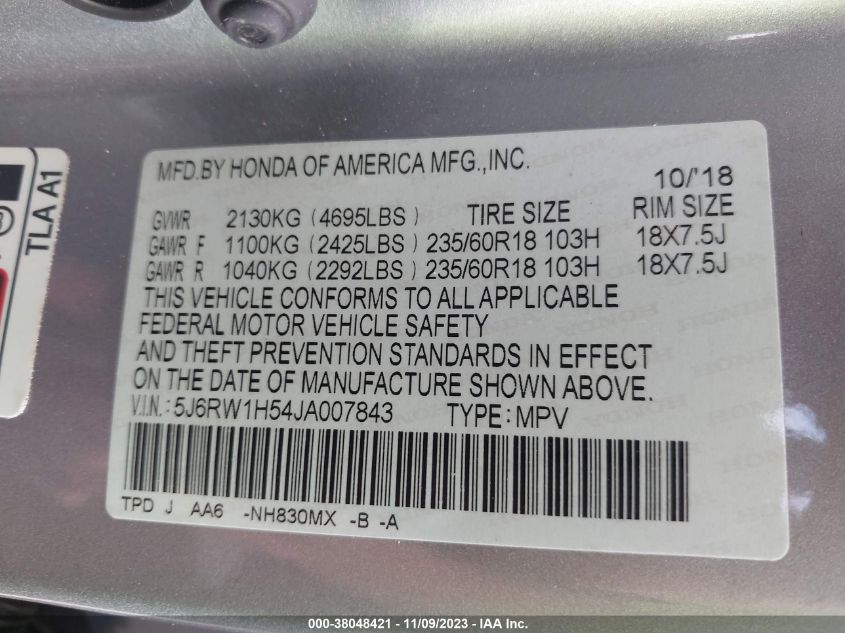 TLA A1
®
MFD.BY HONDA OF AMERICA MFG.,INC.
10/'18
GVWR 2130KG (4695LBS) TIRE SIZE RIM SIZE
GAWR F 1100KG (2425LBS) 235/60R18 103H 18X7.5J
GAWR R 1040KG (2292LBS) 235/60R18 103H 18X7.5J
THIS VEHICLE CONFORMS TO ALL APPLICABLE
FEDERAL MOTOR VEHICLE SAFETY
AND THEFT PREVENTION STANDARDS IN EFFECT
ON THE DATE OF MANUFACTURE SHOWN ABOVE.
V.I.N.: 5J6RW1H54JA007843 TYPE: MPV
TPD J AA6 -NH830MX -B -A
000-38048421 - 11/09/2023 - IAA Inc.